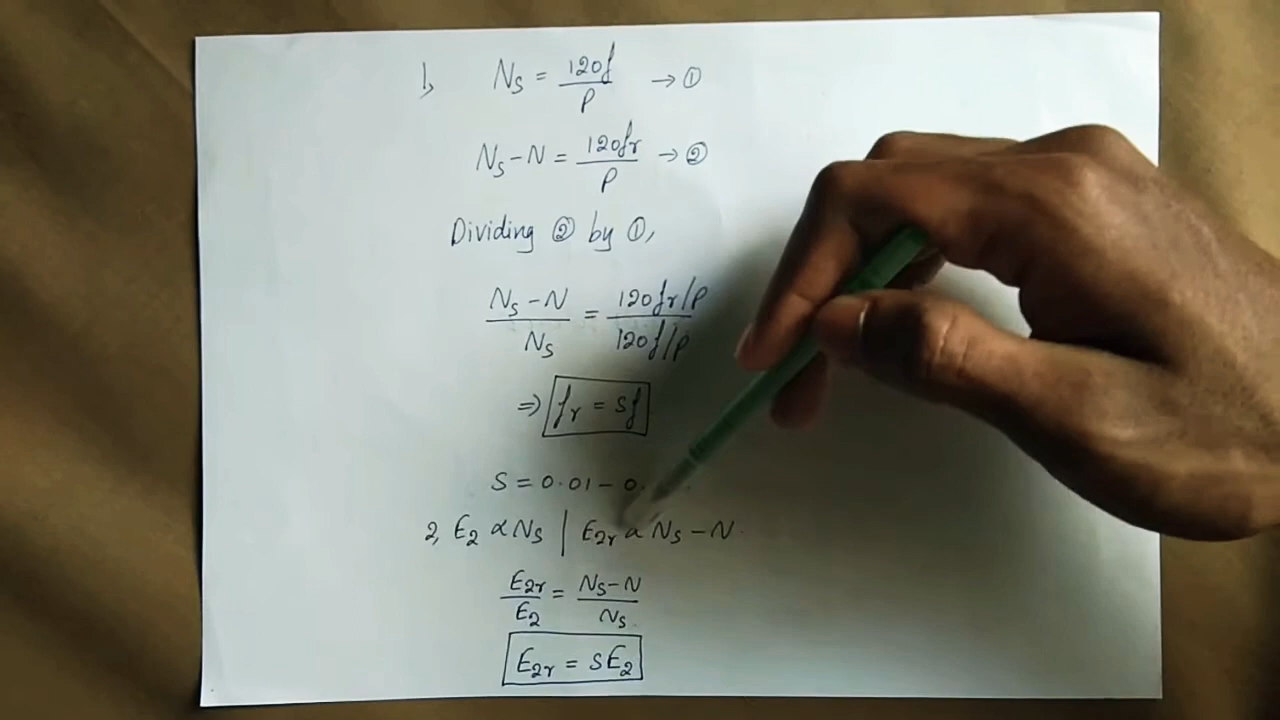 1, Ns = 120f/P → ①
Ns - N = 120fr/P → ②
Dividing ② by ①,
Ns - N / Ns = 120fr/P / 120f/P
⇒ fr = sf
S = 0.01 - 0.
2, E2 ∝ Ns | E2r ∝ Ns - N
E2r/E2 = Ns-N/Ns
E2r = SE2